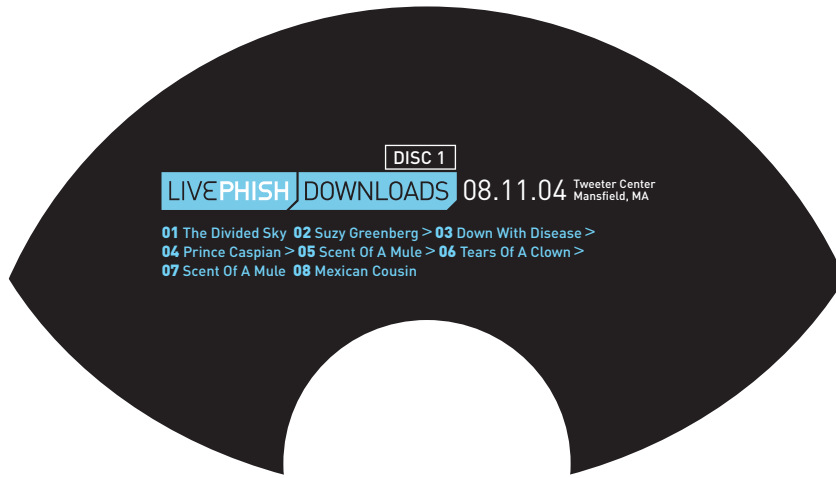 DISC 1
LIVEPHISH DOWNLOADS 08.11.04 Tweeter Center
Mansfield, MA
01 The Divided Sky 02 Suzy Greenberg > 03 Down With Disease >
04 Prince Caspian > 05 Scent Of A Mule > 06 Tears Of A Clown >
07 Scent Of A Mule 08 Mexican Cousin